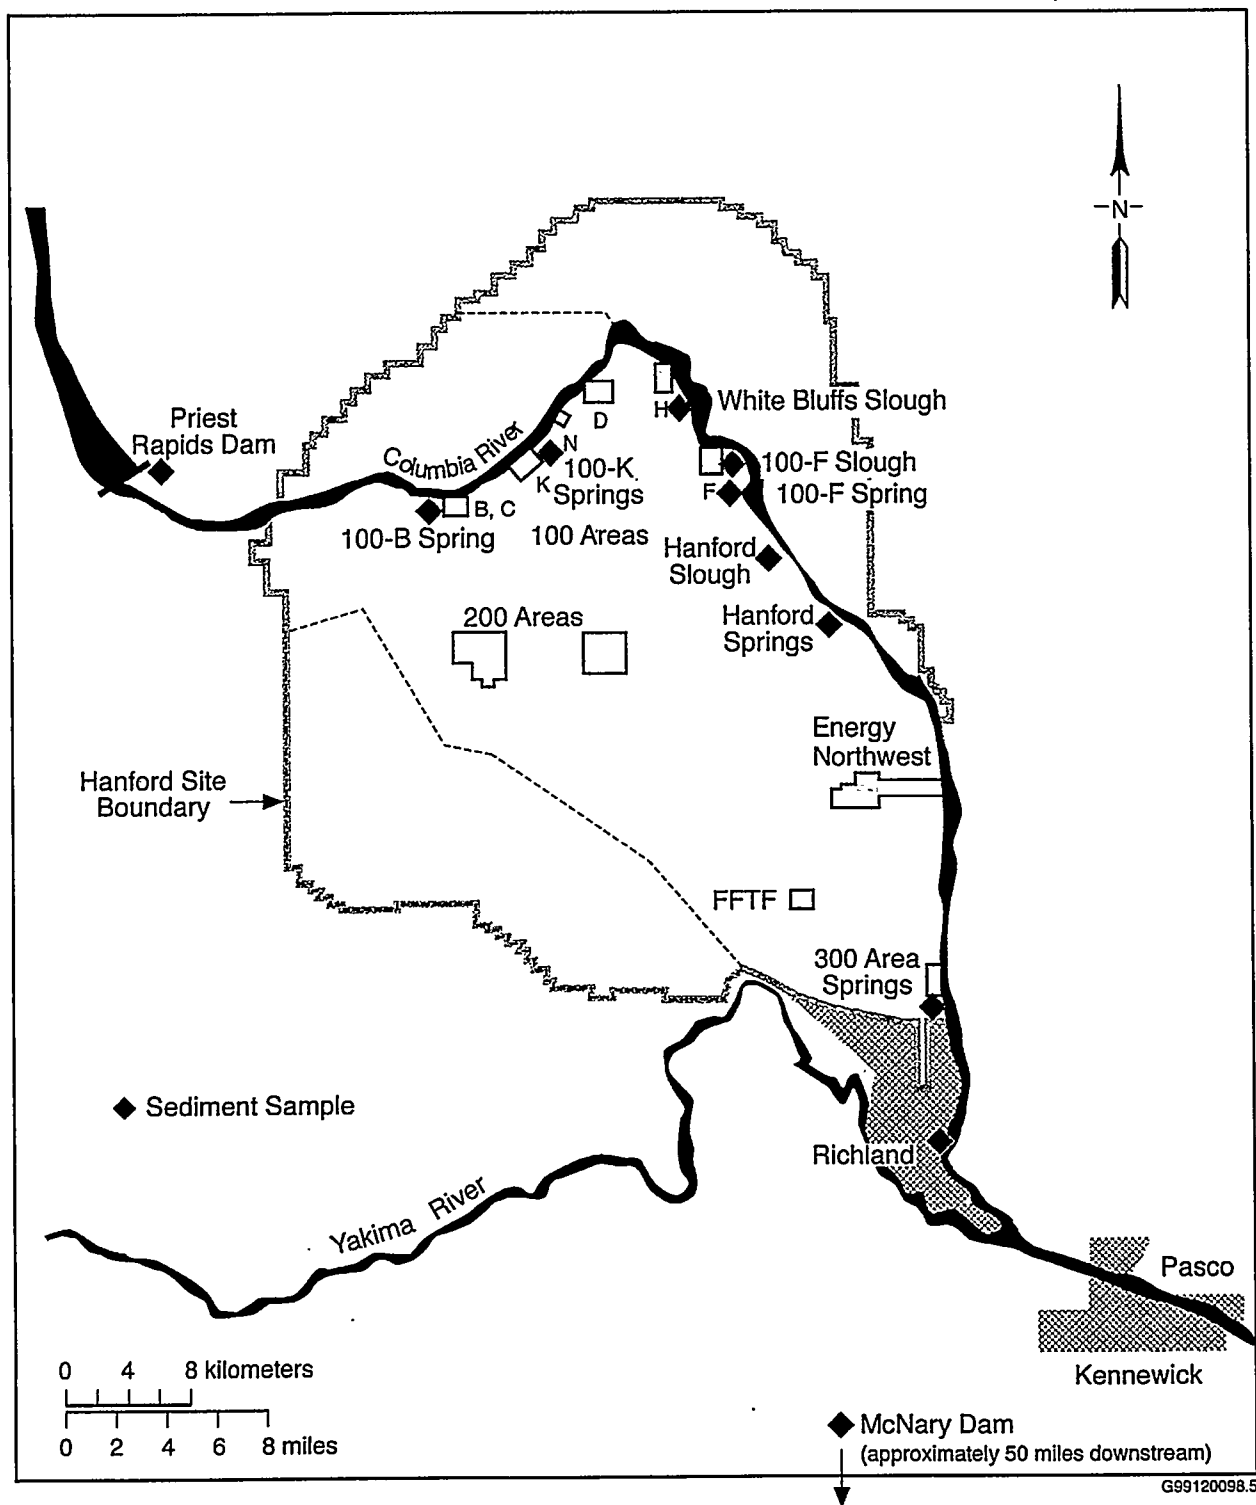 N
Priest
Rapids Dam
Columbia River
D
H
White Bluffs Slough
N
100-K
Springs
K
100-F Slough
F
100-F Spring
B, C
100-B Spring
100 Areas
Hanford
Slough
200 Areas
Hanford
Springs
Energy
Northwest
Hanford Site
Boundary
FFTF
300 Area
Springs
Sediment Sample
Richland
Yakima River
Pasco
Kennewick
0 4 8 kilometers
0 2 4 6 8 miles
McNary Dam
(approximately 50 miles downstream)
G99120098.5